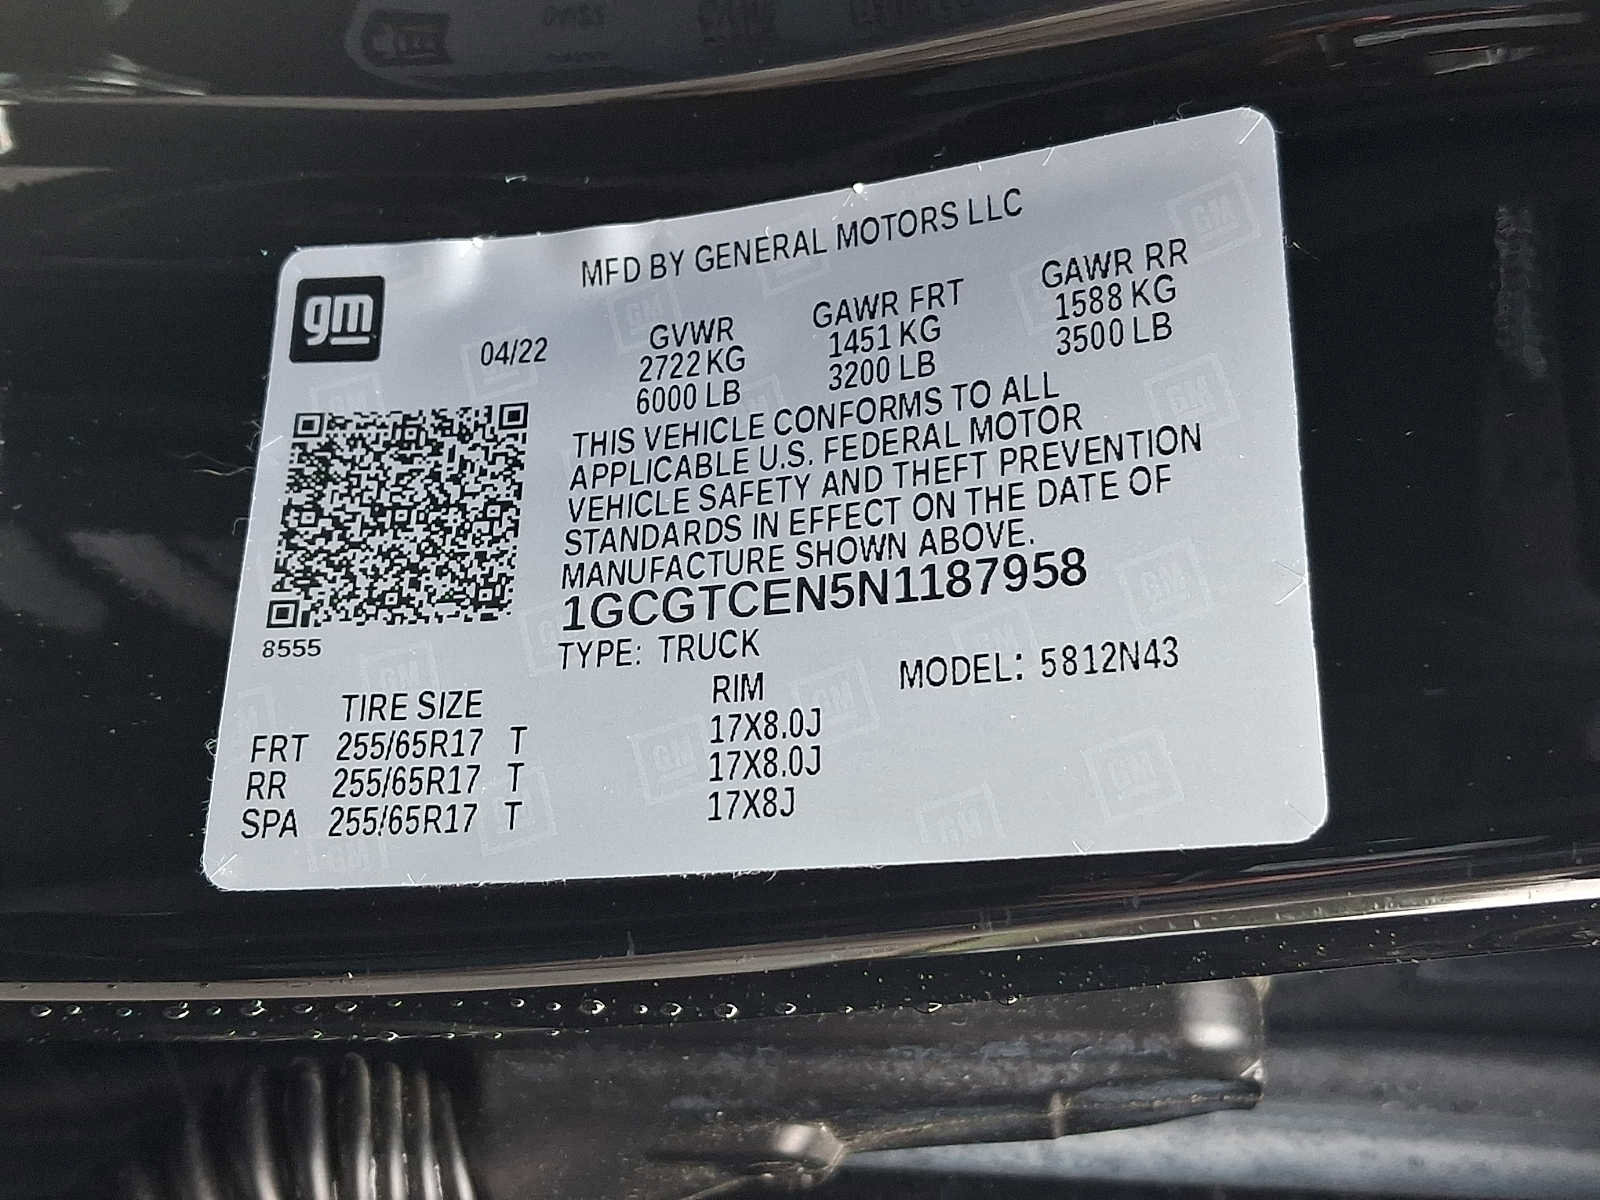 MFD BY GENERAL MOTORS LLC
gm
04/22
GVWR GAWR FRT GAWR RR
2722 KG 1451 KG 1588 KG
6000 LB 3200 LB 3500 LB
THIS VEHICLE CONFORMS TO ALL
APPLICABLE U.S. FEDERAL MOTOR
VEHICLE SAFETY AND THEFT PREVENTION
STANDARDS IN EFFECT ON THE DATE OF
MANUFACTURE SHOWN ABOVE.
1GCGTCEN5N1187958
8555
TYPE: TRUCK MODEL: 5812N43
TIRE SIZE RIM
FRT 255/65R17 T 17X8.0J
RR 255/65R17 T 17X8.0J
SPA 255/65R17 T 17X8J